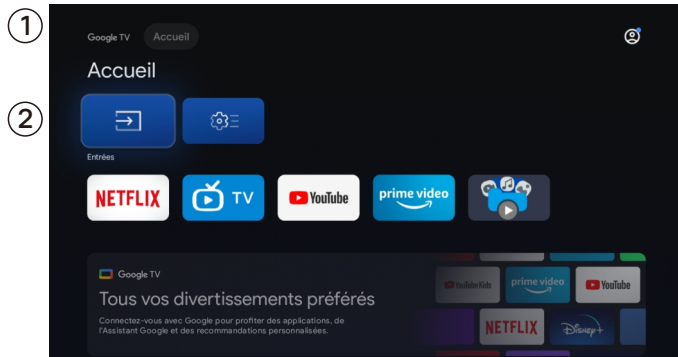 1
Google TV Accueil
Accueil
2
Entrées
NETFLIX TV YouTube prime video
Google TV
Tous vos divertissements préférés
Connectez-vous avec Google pour profiter des applications, de
l'Assistant Google et des recommandations personnalisées.
YouTube Kids prime video YouTube
NETFLIX Disney+